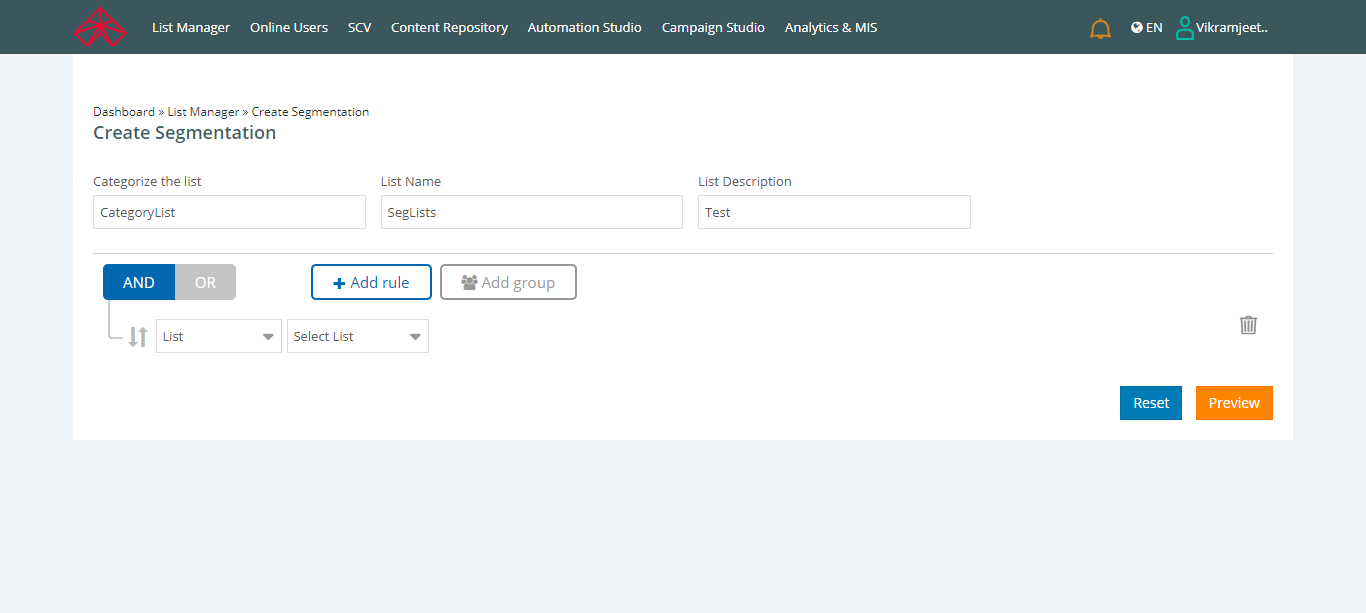 List Manager Online Users SCV Content Repository Automation Studio Campaign Studio Analytics & MIS EN Vikramjeet..
Dashboard » List Manager » Create Segmentation
Create Segmentation
Categorize the list List Name List Description
CategoryList SegLists Test
AND OR Add rule Add group
List Select List
Reset Preview